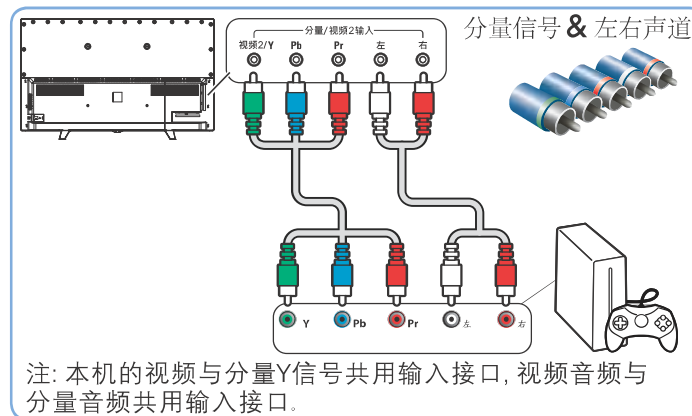 分量信号 & 左右声道
分量/视频2输入
视频2/Y Pb Pr 左 右
Y Pb Pr 左 右
注: 本机的视频与分量Y信号共用输入接口, 视频音频与
分量音频共用输入接口.